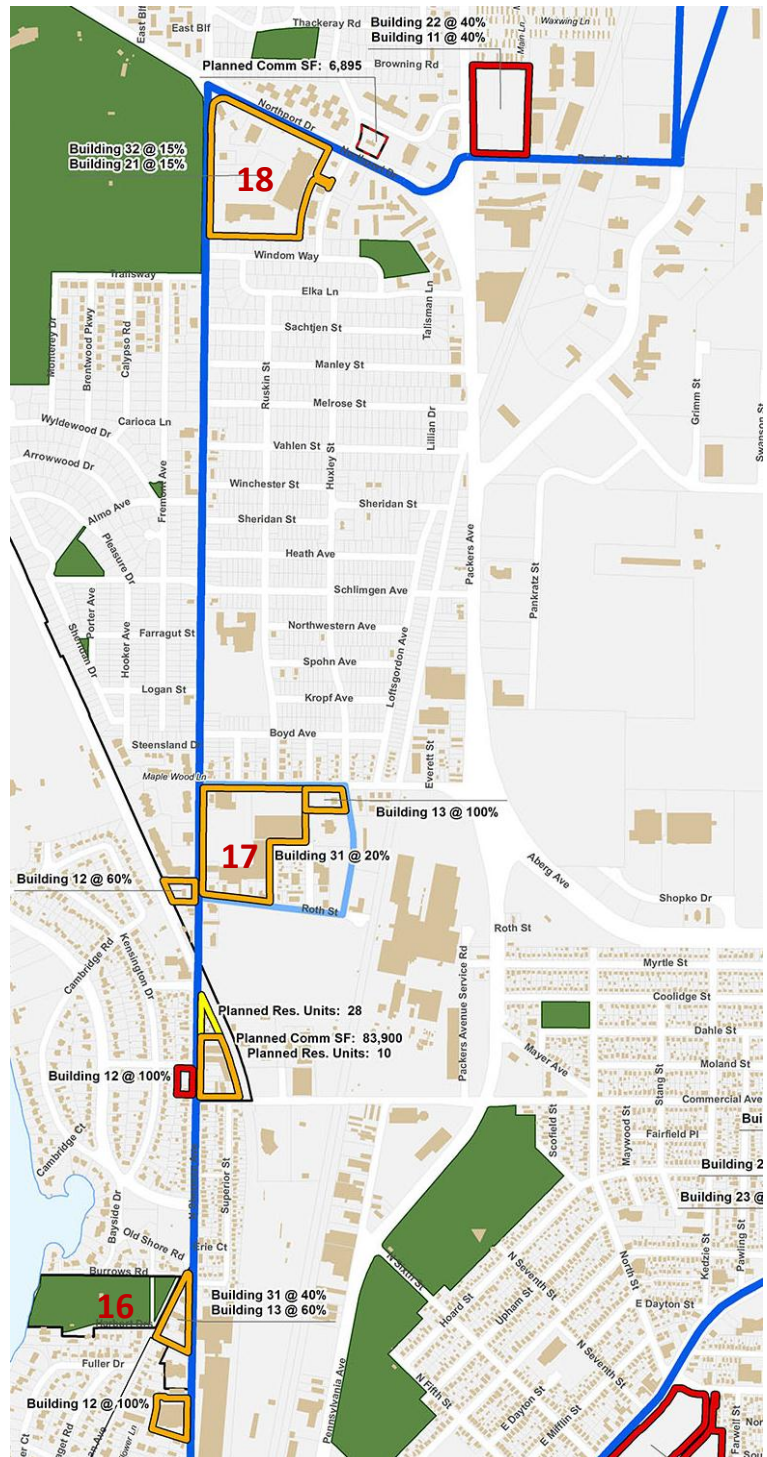 East Blf
East Blf
Thackeray Rd
Building 22 @ 40%
Building 11 @ 40%
Main Ln
Waxwing Ln
Planned Comm SF: 6,895
Browning Rd
Northport Dr
Building 32 @ 15%
Building 21 @ 15%
18
Windom Way
Trailsway
Elka Ln
Talisman Ln
Monterey Dr
Brentwood Pkwy
Calypso Rd
Sachtjen St
Ruskin St
Manley St
Grimm St
Melrose St
Wyldewood Dr
Carioca Ln
Lillian Dr
Swanson St
Arrowwood Dr
Vahlen St
Huxley St
Fremont Ave
Winchester St
Almo Ave
Sheridan St
Sheridan St
Pleasure Dr
Heath Ave
Packers Ave
Pankratz St
Schlimgen Ave
Porter Ave
Hooker Ave
Farragut St
Northwestern Ave
Sheridan Dr
Loftsgordon Ave
Spohn Ave
Logan St
Kropf Ave
Steensland Dr
Boyd Ave
Everett St
Maple Wood Ln
Building 13 @ 100%
17
Building 31 @ 20%
Aberg Ave
Building 12 @ 60%
Shopko Dr
Roth St
Roth St
Cambridge Rd
Kensington Dr
Packers Avenue Service Rd
Myrtle St
Coolidge St
Planned Res. Units: 28
Dahle St
Planned Comm SF: 83,900
Planned Res. Units: 10
Mayer Ave
Moland St
Stang St
Building 12 @ 100%
Commercial Ave
Scofield St
Maywood St
Bui
Fairfield Pl
Cambridge Ct
Building 2
Superior St
Bayside Dr
Building 23 @
Old Shore Rd
Erie Ct
North St
Kedzie St
Pawling St
Burrows Rd
N Sixth St
N Seventh St
16
Building 31 @ 40%
Building 13 @ 60%
Hoard St
Upham St
E Dayton St
Fuller Dr
N Seventh St
Pennsylvania Ave
N Fifth St
Building 12 @ 100%
E Dayton St
E Mifflin St
Farwell St